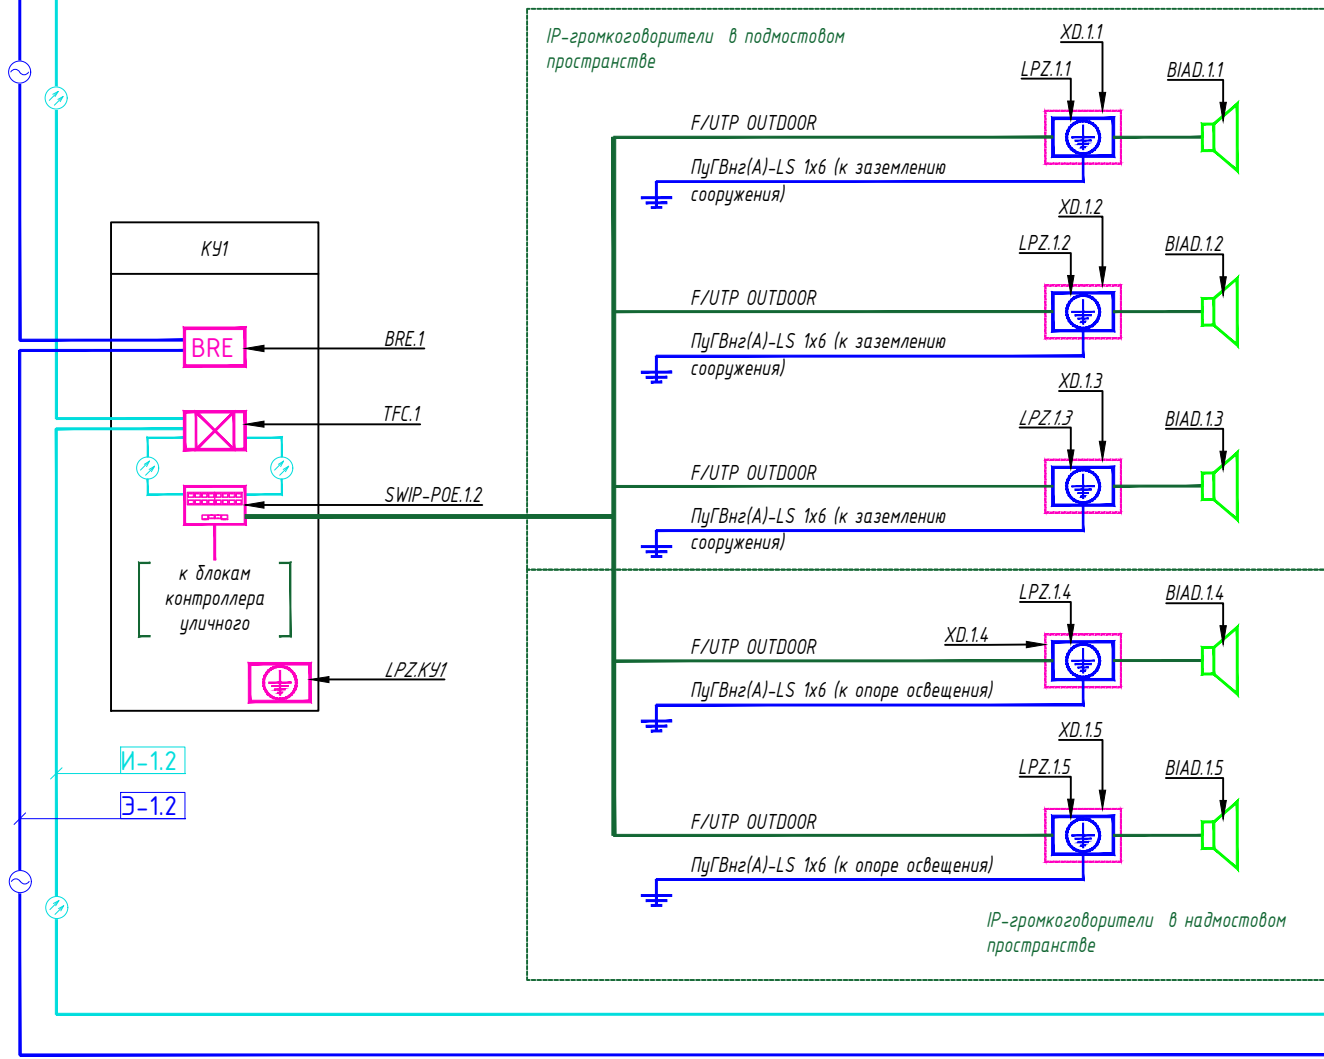 IP-громкоговорители в подмостовом
пространстве
XD.1.1
LPZ.1.1
BIAD.1.1
F/UTP OUTDOOR
ПуГВнг(А)-LS 1x6 (к заземлению
сооружения)
XD.1.2
LPZ.1.2
BIAD.1.2
F/UTP OUTDOOR
ПуГВнг(А)-LS 1x6 (к заземлению
сооружения)
XD.1.3
LPZ.1.3
BIAD.1.3
F/UTP OUTDOOR
ПуГВнг(А)-LS 1x6 (к заземлению
сооружения)
КУ1
BRE
BRE.1
TFC.1
SWIP-POE.1.2
к блокам
контроллера
уличного
LPZ.КУ1
LPZ.1.4
XD.1.4
BIAD.1.4
F/UTP OUTDOOR
ПуГВнг(А)-LS 1x6 (к опоре освещения)
XD.1.5
LPZ.1.5
BIAD.1.5
F/UTP OUTDOOR
ПуГВнг(А)-LS 1x6 (к опоре освещения)
И-1.2
Э-1.2
IP-громкоговорители в надмостовом
пространстве